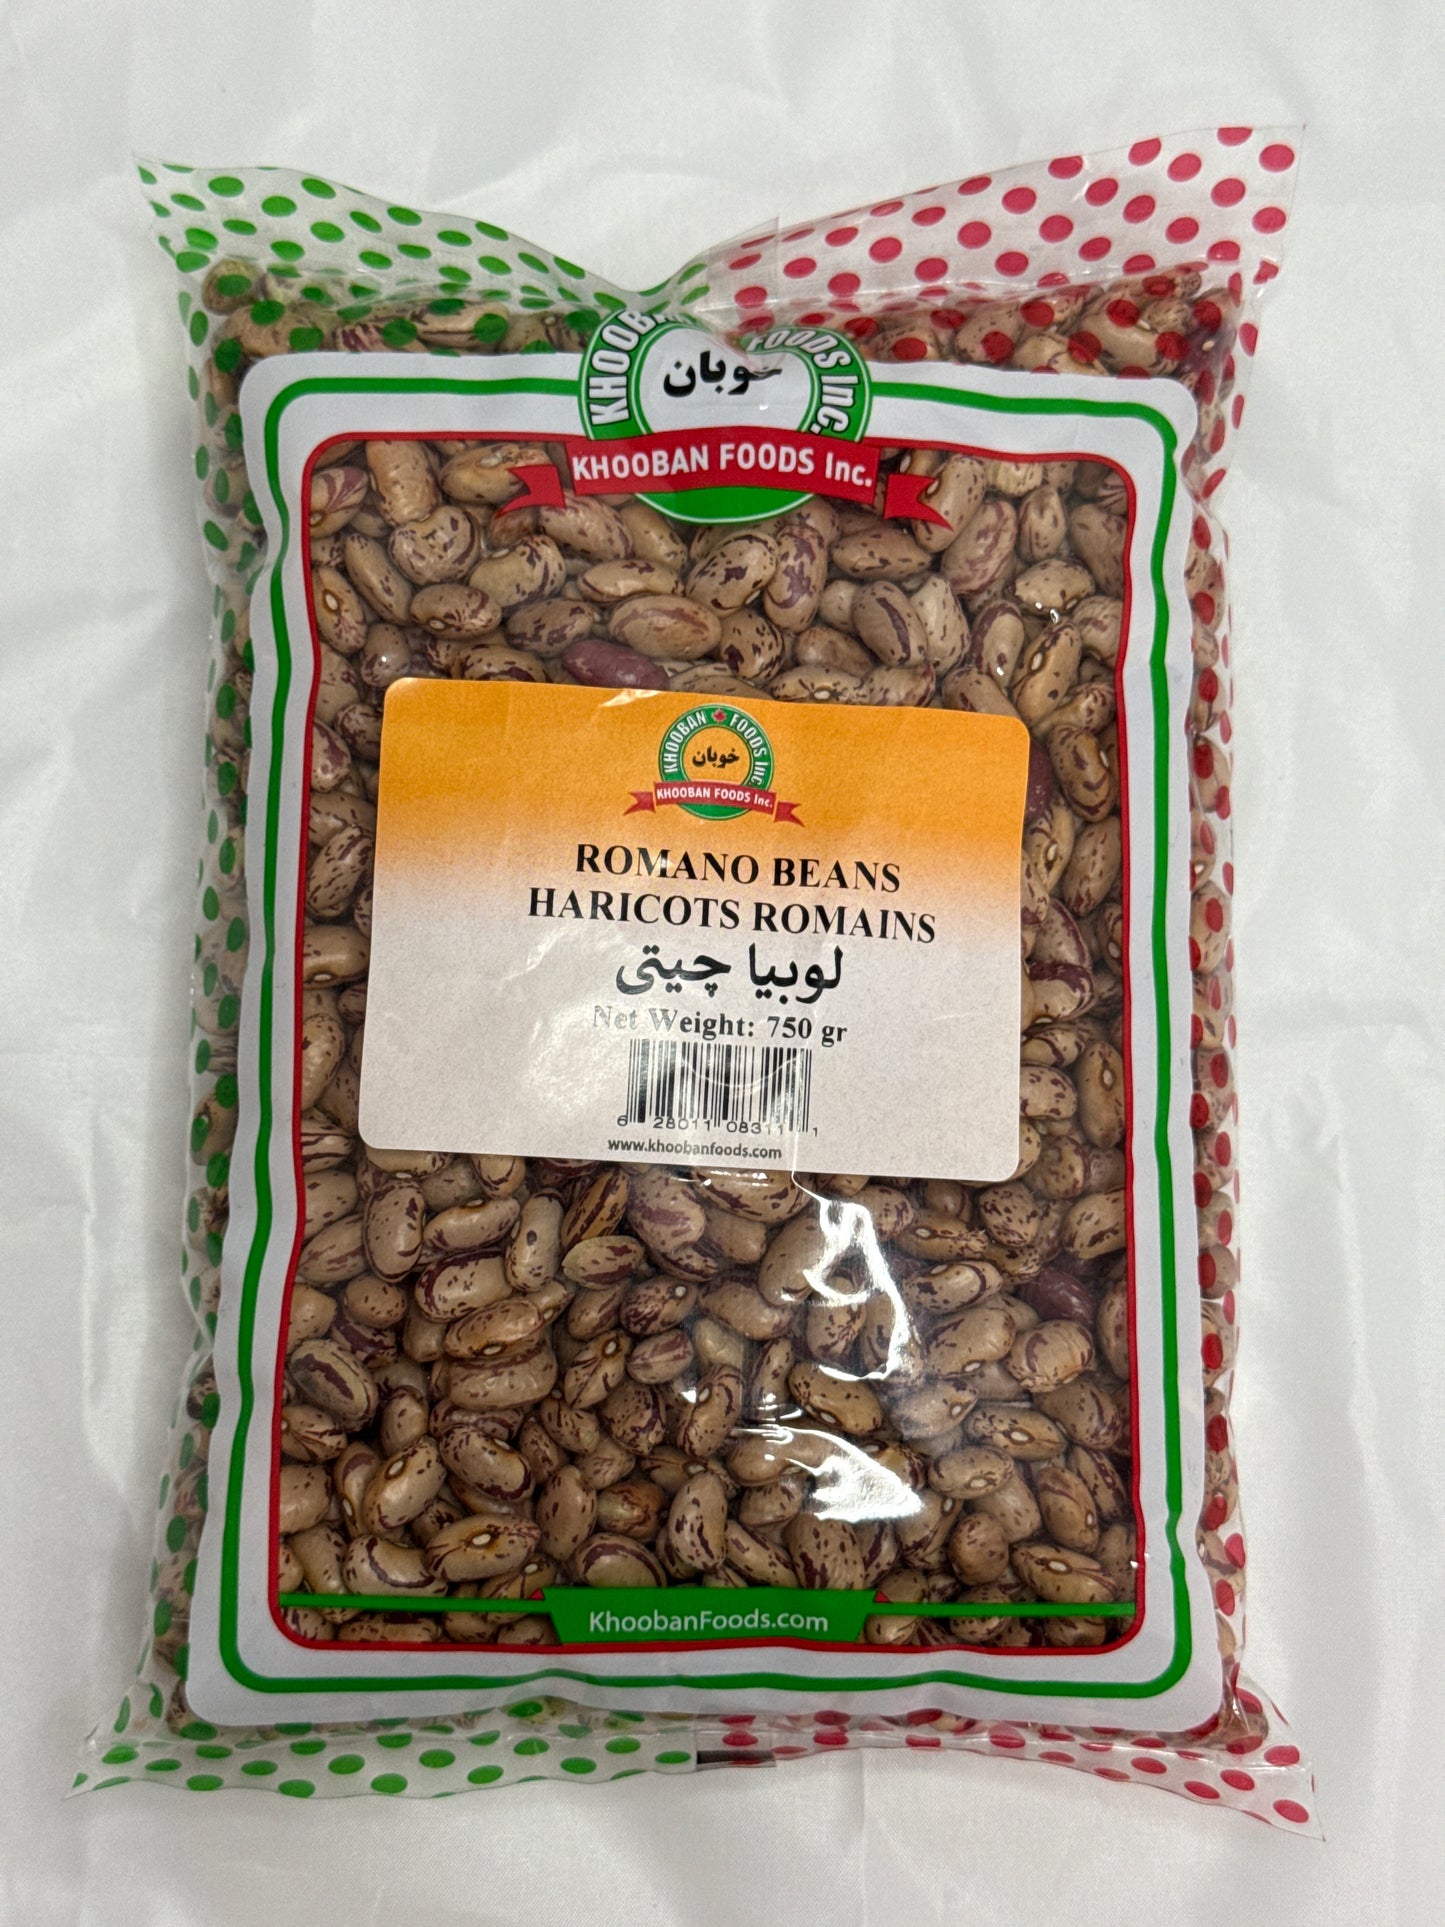 KHOOBAN FOODS Inc.
خوبان
KHOOBAN FOODS Inc.
KHOOBAN FOODS Inc.
خوبان
KHOOBAN FOODS Inc.
ROMANO BEANS
HARICOTS ROMAINS
لوبیا چیتی
Net Weight: 750 gr
6 28011 08311 1
www.khoobanfoods.com
KhoobanFoods.com